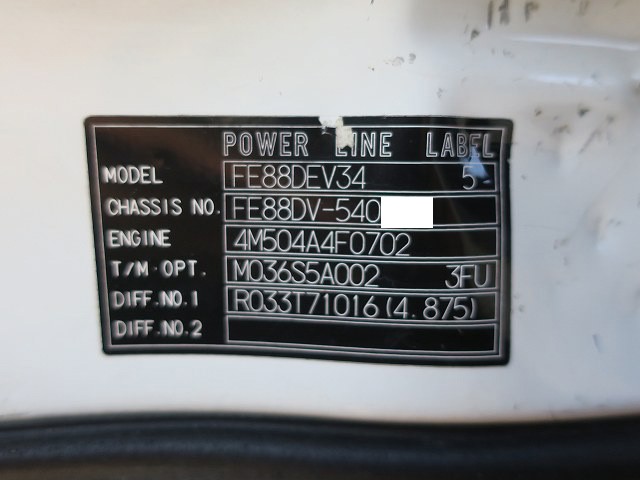 POWER LINE LABEL
MODEL FE88DEV34 5
CHASSIS NO. FE88DV-540
ENGINE 4M504A4F0702
T/M·OPT. M036S5A002 3FU
DIFF.NO.1 R033T71016(4.875)
DIFF.NO.2